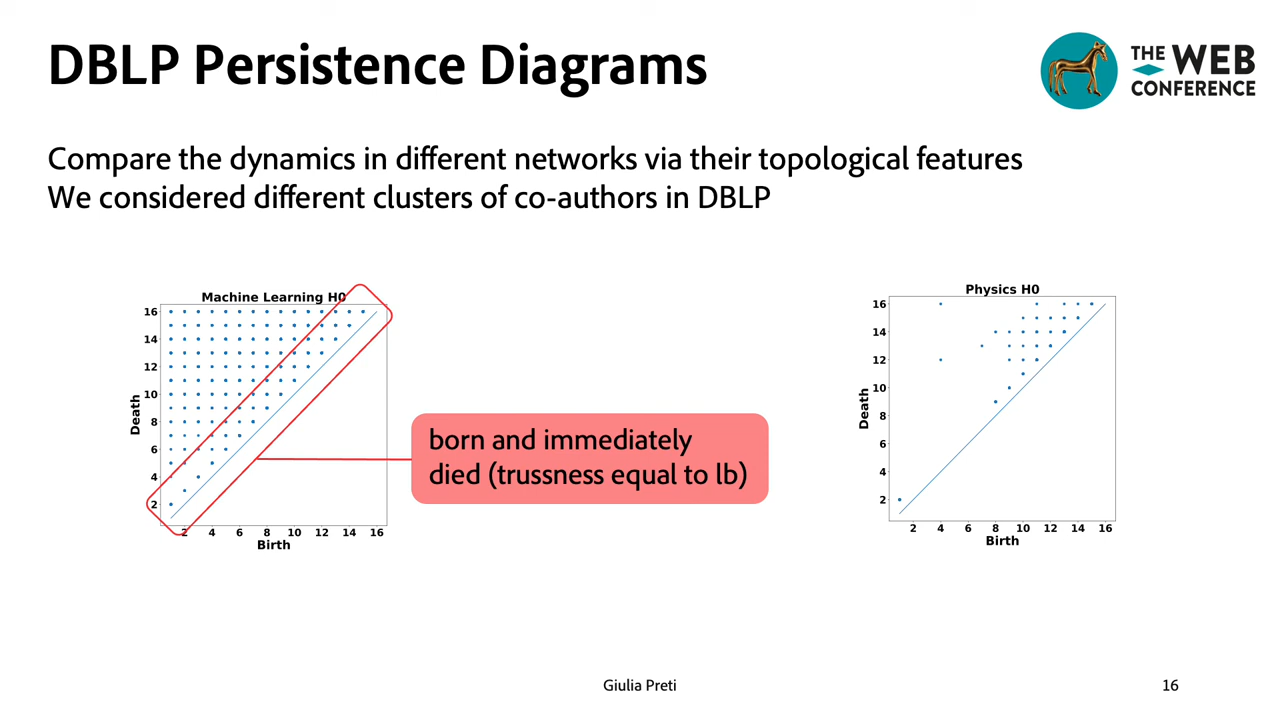 DBLP Persistence Diagrams
THE WEB
CONFERENCE
Compare the dynamics in different networks via their topological features
We considered different clusters of co-authors in DBLP
Machine Learning H0
16
14
12
10
8
6
4
2
Death
2 4 6 8 10 12 14 16
Birth
born and immediately
died (trussness equal to lb)
Physics H0
16
14
12
10
8
6
4
2
Death
2 4 6 8 10 12 14 16
Birth
Giulia Preti
16